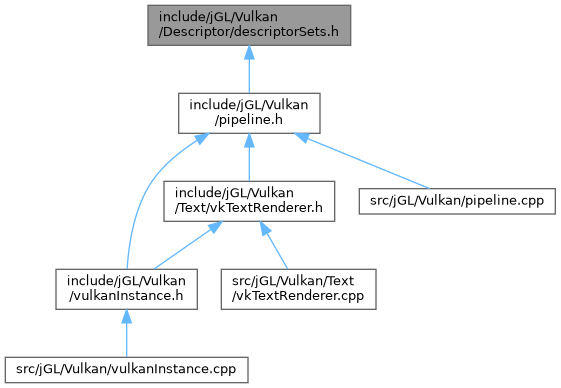 include/jGL/Vulkan
/Descriptor/descriptorSets.h
include/jGL/Vulkan
/pipeline.h
include/jGL/Vulkan
/Text/vkTextRenderer.h
src/jGL/Vulkan/pipeline.cpp
include/jGL/Vulkan
/vulkanInstance.h
src/jGL/Vulkan/Text
/vkTextRenderer.cpp
src/jGL/Vulkan/vulkanInstance.cpp